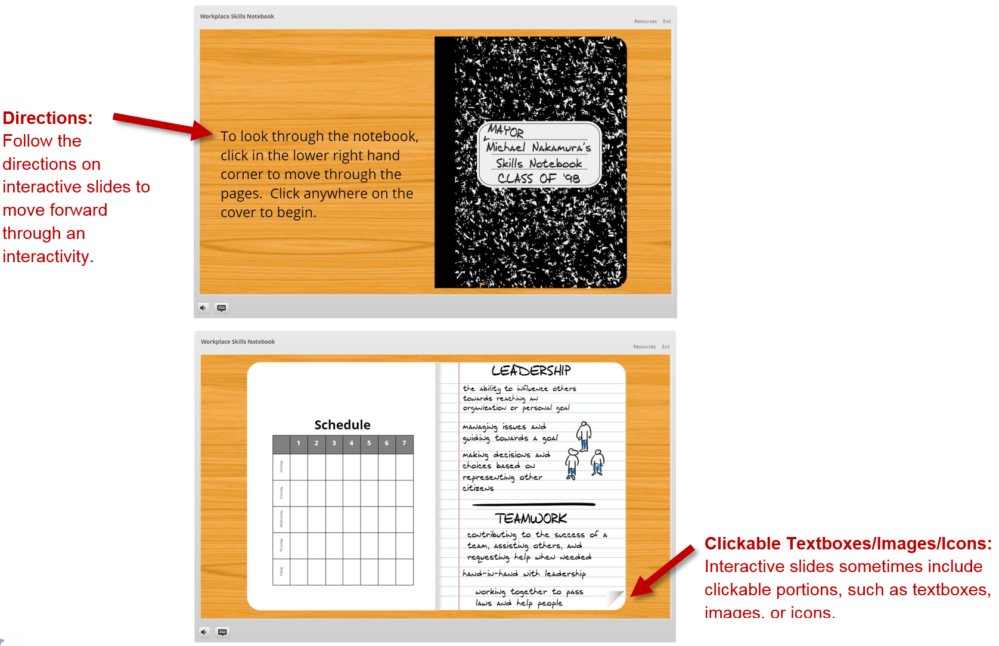 Workplace Skills Notebook
Resources Exit
Directions:
Follow the
directions on
interactive slides to
move forward
through an
interactivity.
To look through the notebook,
click in the lower right hand
corner to move through the
pages. Click anywhere on the
cover to begin.
MAYOR
Michael Nakamura's
Skills Notebook
CLASS OF '98
Workplace Skills Notebook
Resources Exit
Schedule
1 2 3 4 5 6 7
Monday
Tuesday
Wednesday
Thursday
Friday
LEADERSHIP
the ability to influence others
towards reaching an
organization or personal goal
managing issues and
guiding towards a goal
making decisions and
choices based on
representing other
citizens
TEAMWORK
contributing to the success of a
team, assisting others, and
requesting help when needed
hand-in-hand with leadership
working together to pass
laws and help people
Clickable Textboxes/Images/Icons:
Interactive slides sometimes include
clickable portions, such as textboxes,
images, or icons.